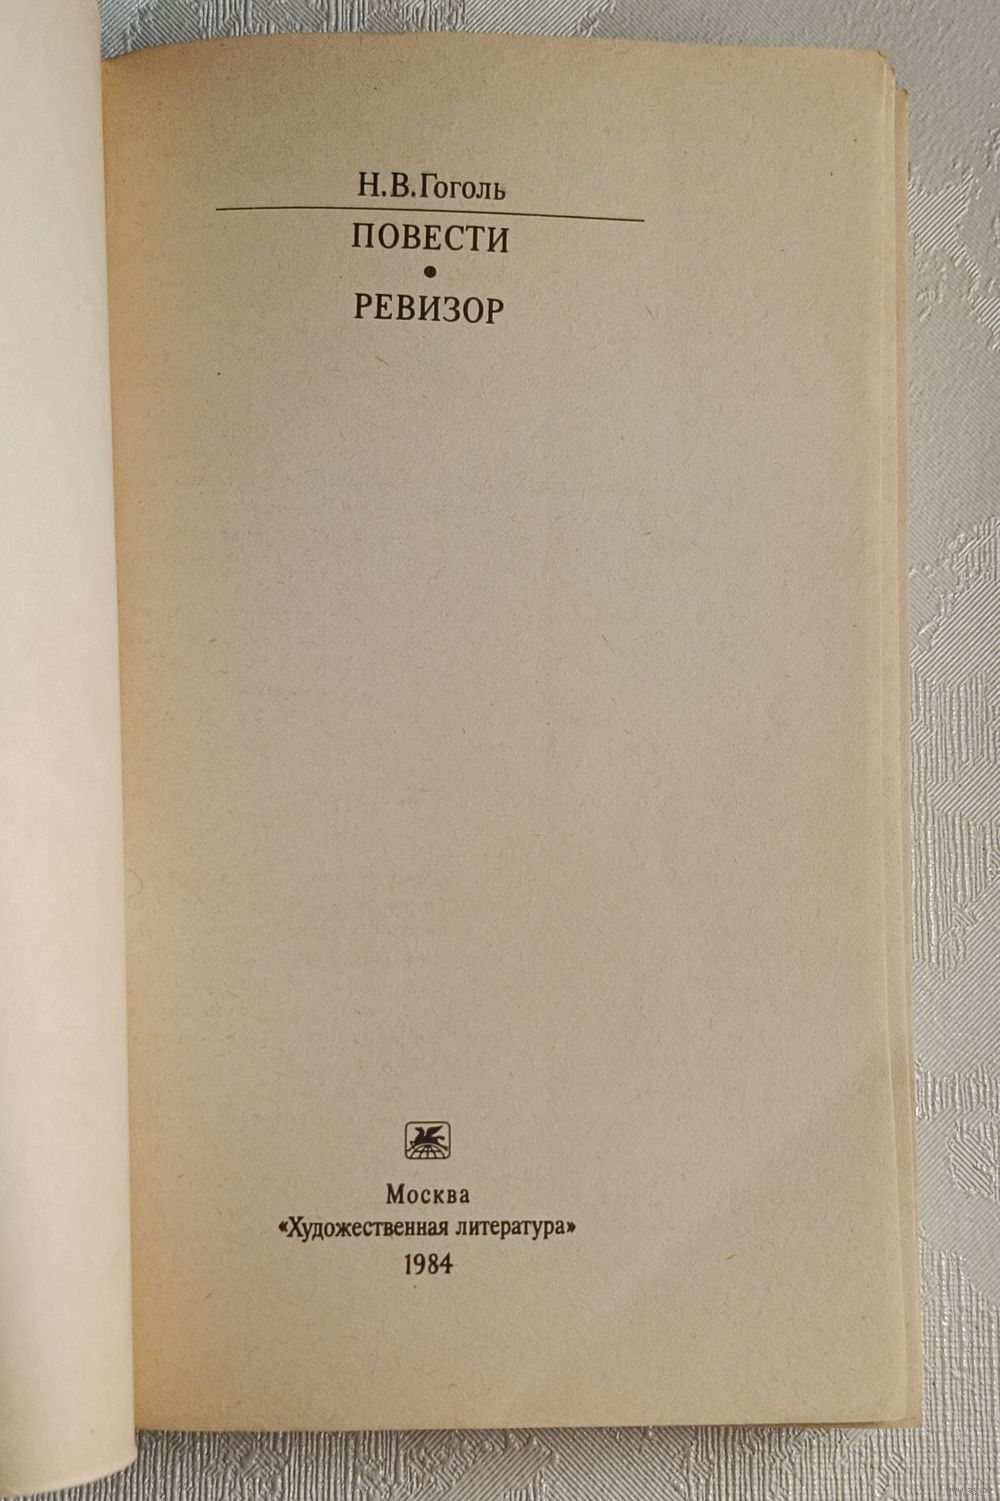 Н.В.Гоголь
ПОВЕСТИ
•
РЕВИЗОР
Москва
«Художественная литература»
1984